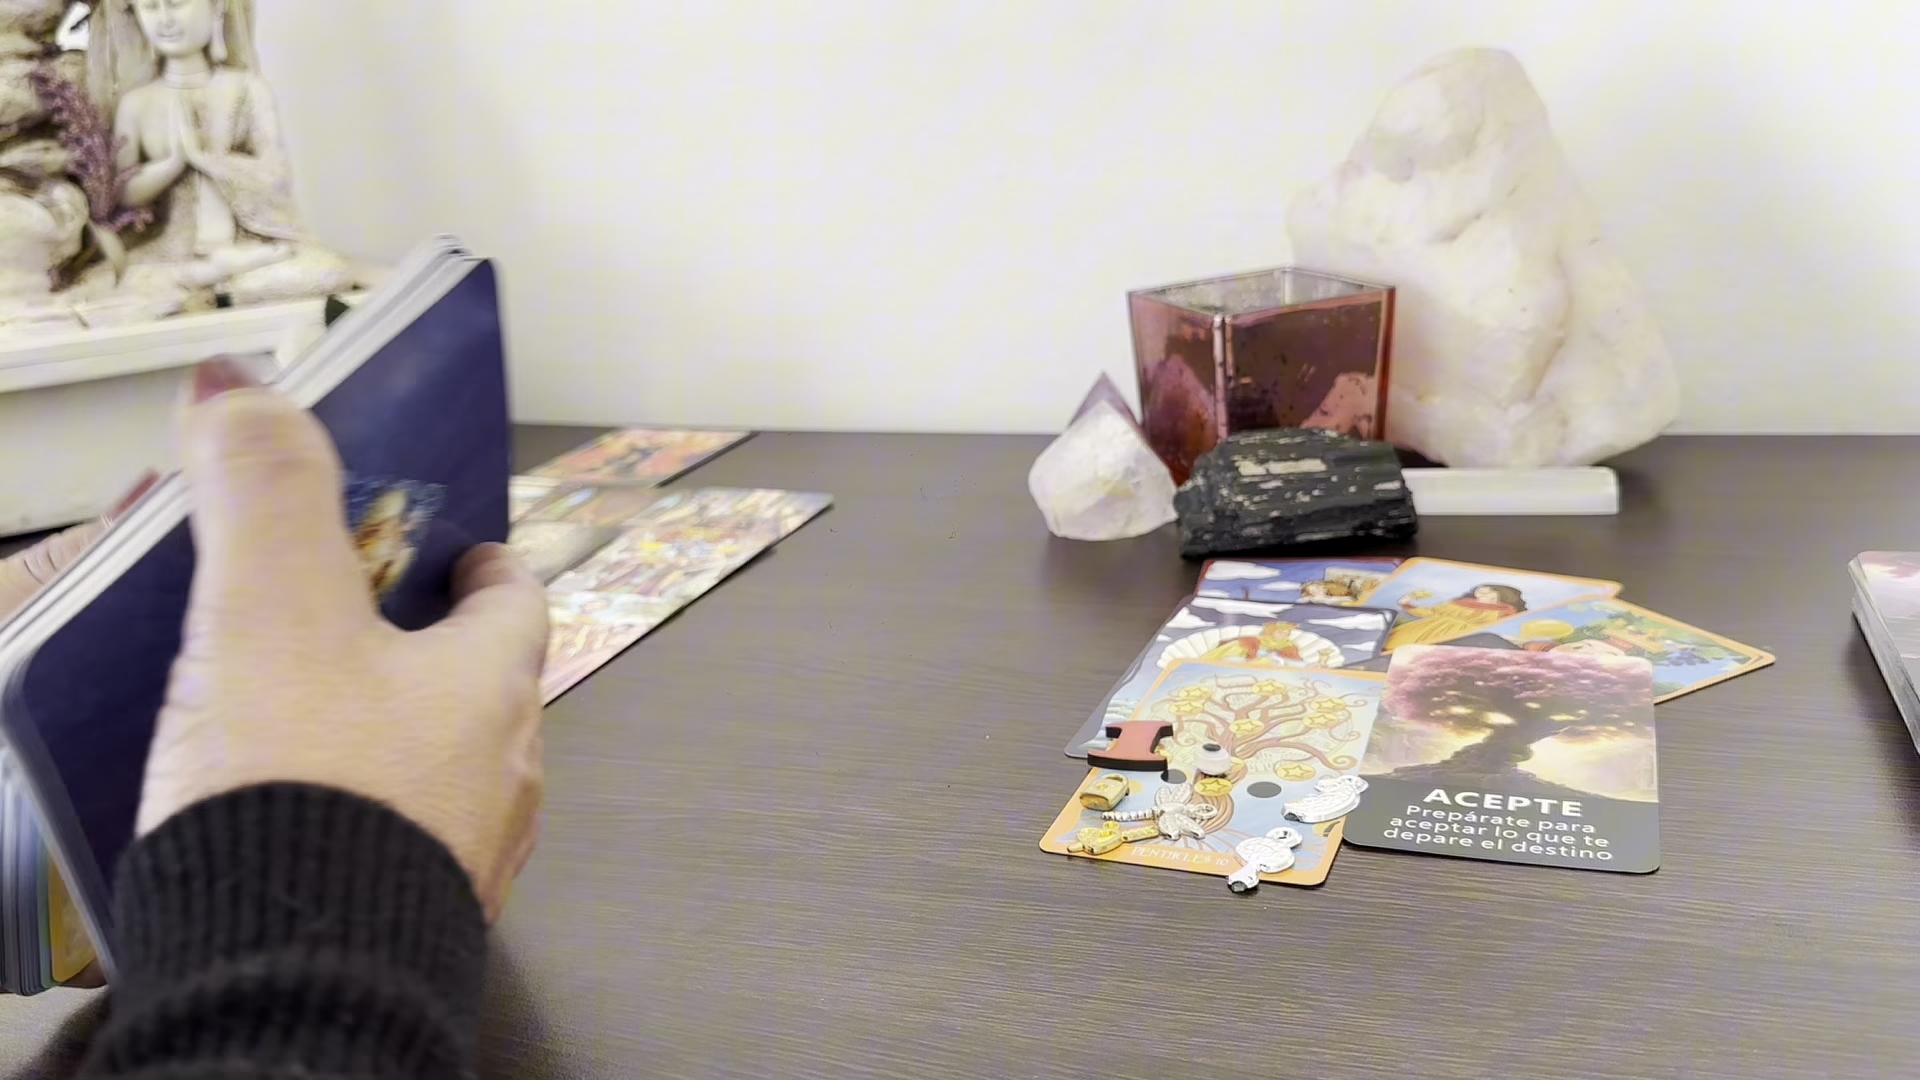 ACEPTE
Prepárate para
aceptar lo que te
depare el destino
PENTACLES 10